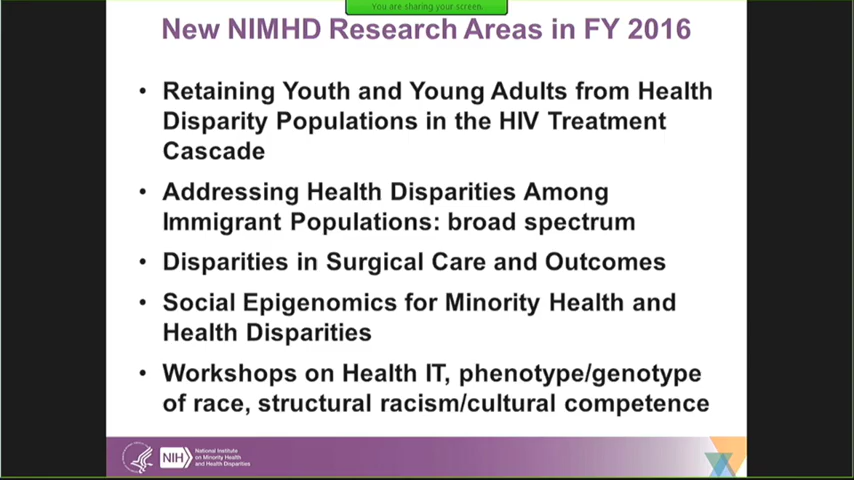 You are sharing your screen.
New NIMHD Research Areas in FY 2016
• Retaining Youth and Young Adults from Health
Disparity Populations in the HIV Treatment
Cascade
• Addressing Health Disparities Among
Immigrant Populations: broad spectrum
• Disparities in Surgical Care and Outcomes
• Social Epigenomics for Minority Health and
Health Disparities
• Workshops on Health IT, phenotype/genotype
of race, structural racism/cultural competence
NIH
National Institute
on Minority Health
and Health Disparities